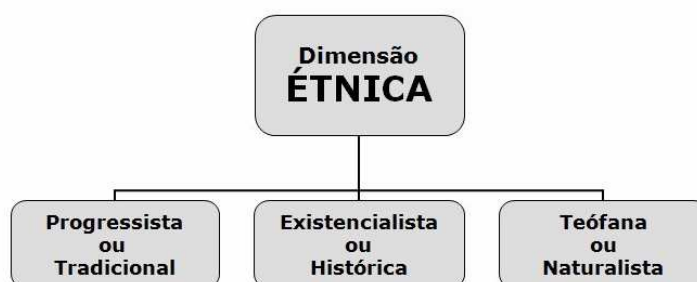 Dimensão
ÉTNICA
Progressista
ou
Tradicional
Existencialista
ou
Histórica
Teófana
ou
Naturalista